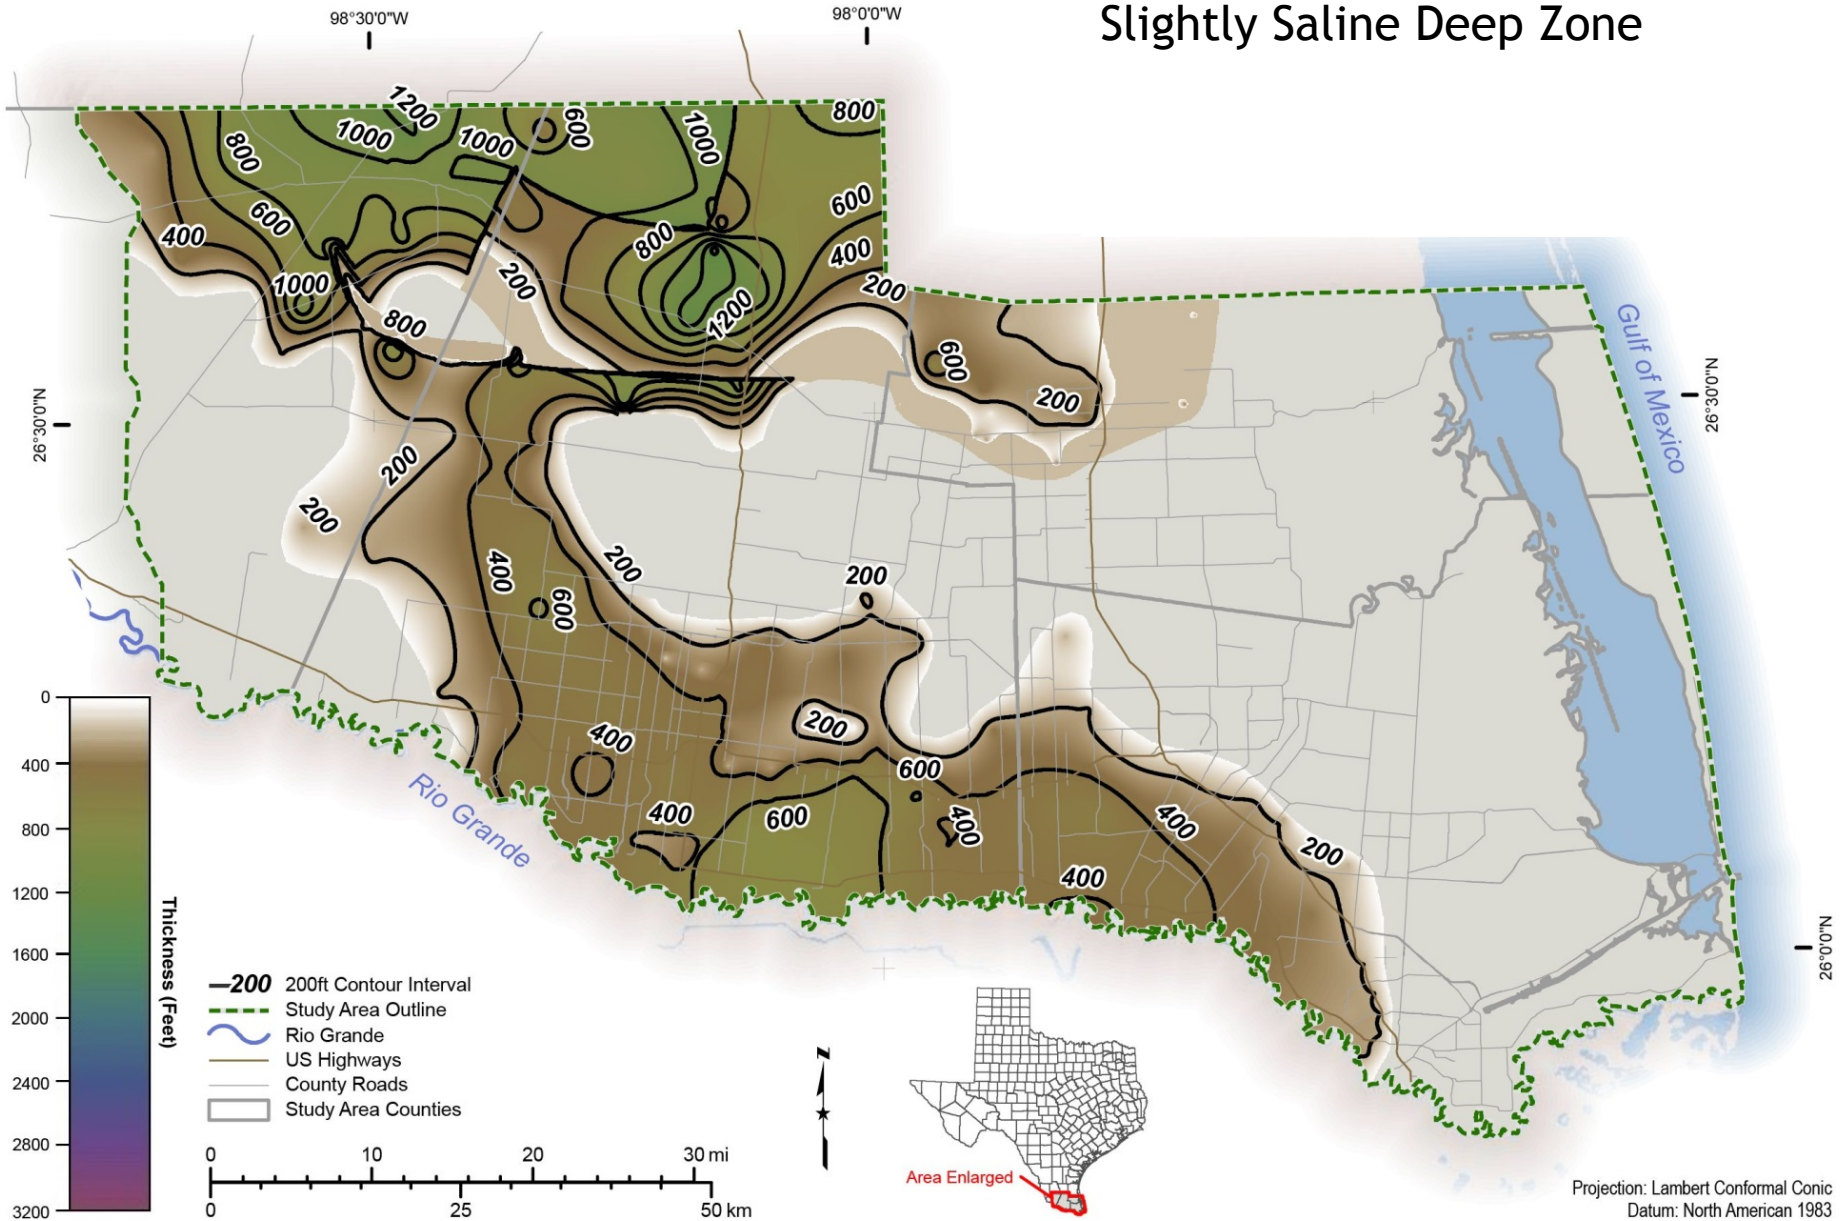 Slightly Saline Deep Zone
98°30'0"W
98°0'0"W
1200
1000
1000
600
1000
800
800
600
400
600
800
400
200
1000
200
1200
800
600
200
Gulf of Mexico
26°30'0"N
26°30'0"N
200
200
400
600
200
200
200
400
600
400
600
400
400
200
400
Rio Grande
26°0'0"N
0
400
800
1200
1600
2000
2400
2800
3200
Thickness (Feet)
200 200ft Contour Interval
Study Area Outline
Rio Grande
US Highways
County Roads
Study Area Counties
0 10 20 30 mi
0 25 50 km
Z
Area Enlarged
Projection: Lambert Conformal Conic
Datum: North American 1983